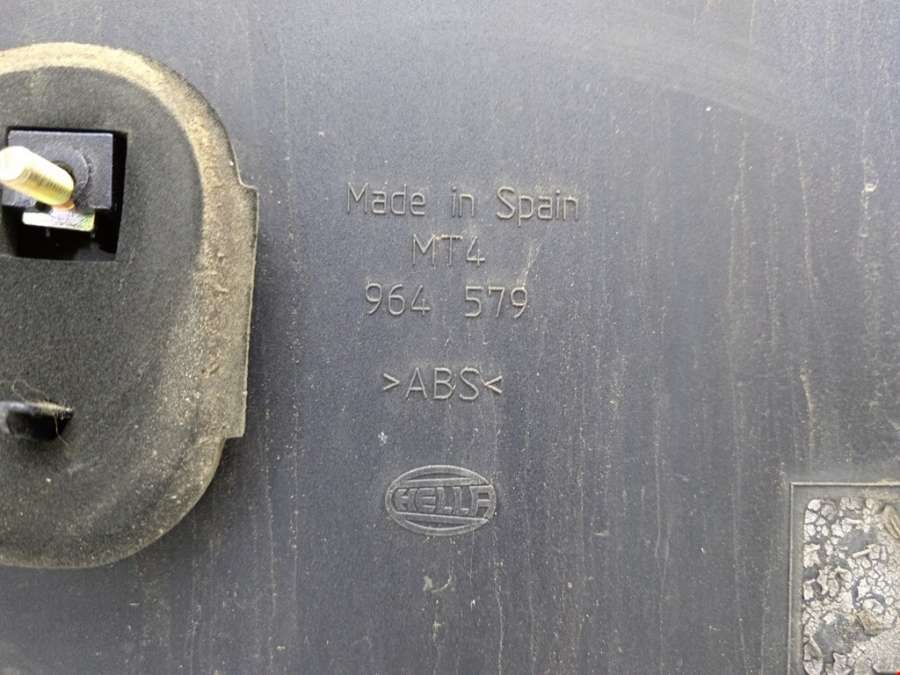 Made in Spain
MT4
964 579
>ABS<
HELLA